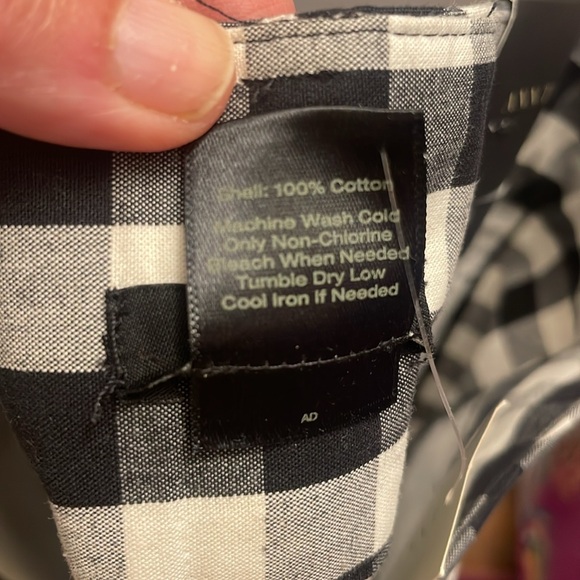 Shell: 100% Cotton
Machine Wash Cold
Only Non-Chlorine
Bleach When Needed
Tumble Dry Low
Cool Iron If Needed
AD